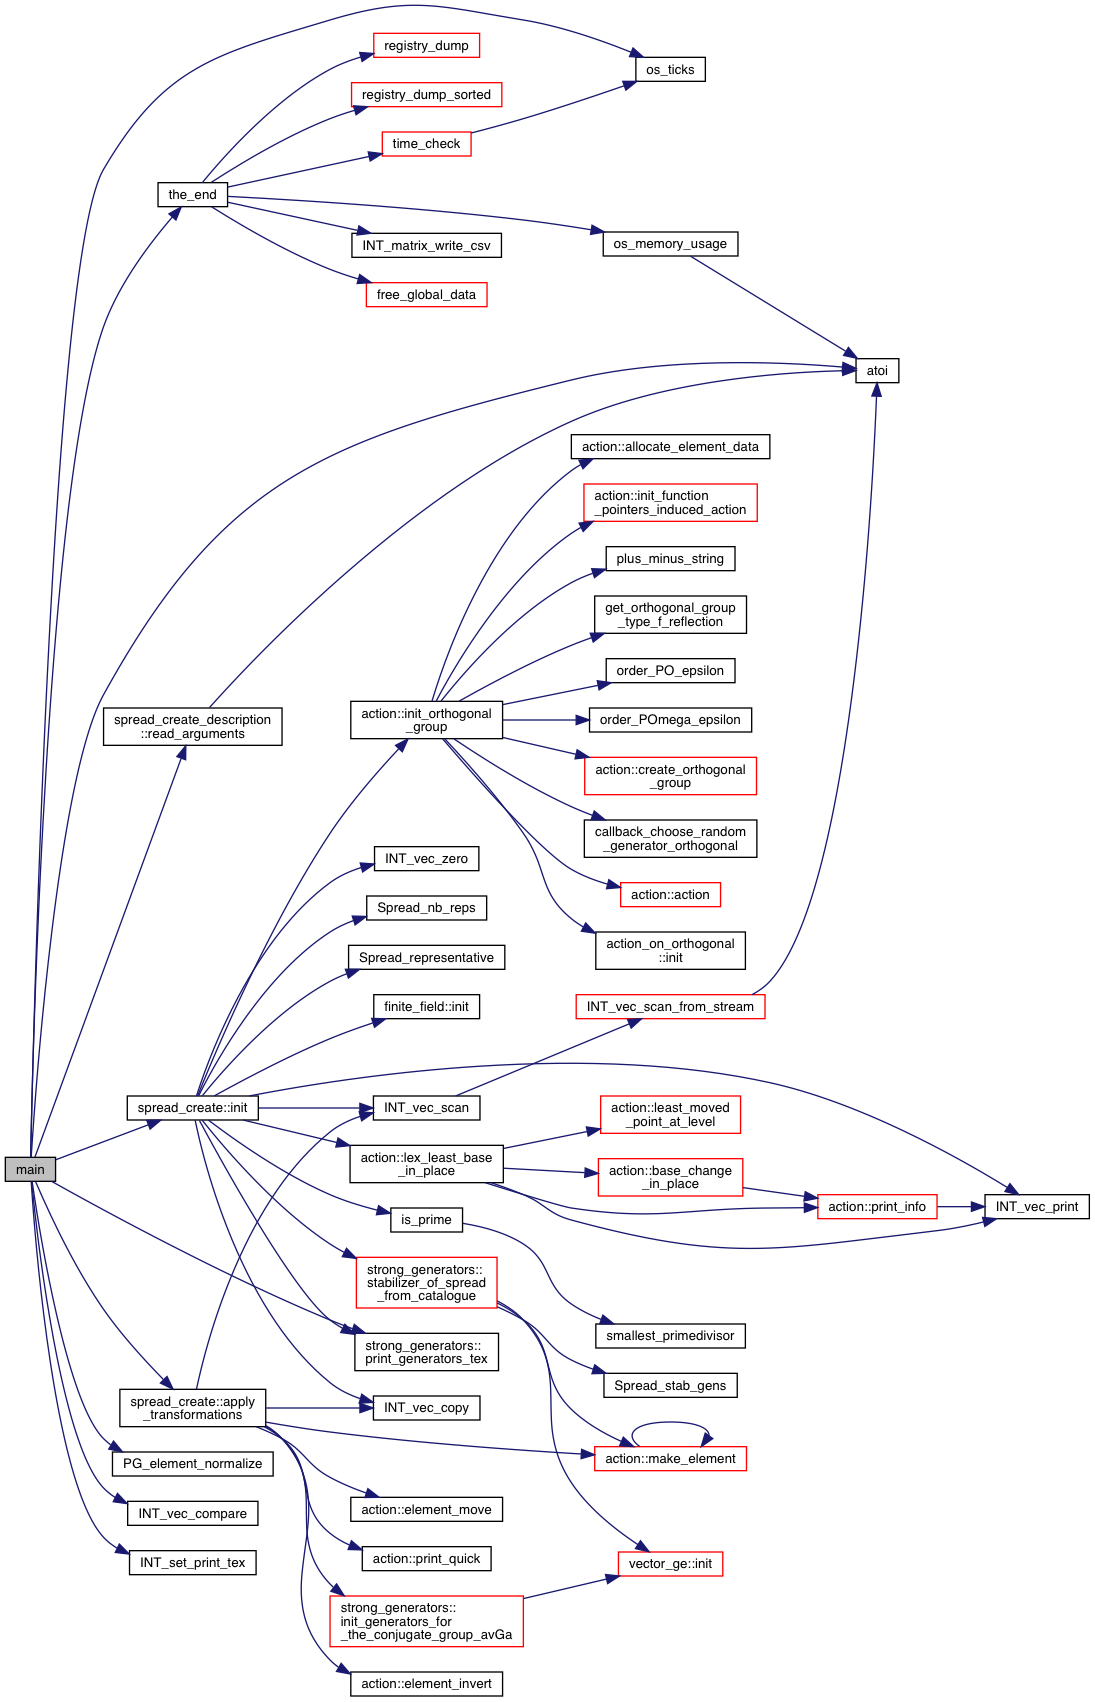 registry_dump
os_ticks
registry_dump_sorted
time_check
the_end
os_memory_usage
INT_matrix_write_csv
free_global_data
atoi
action::allocate_element_data
action::init_function
_pointers_induced_action
plus_minus_string
get_orthogonal_group
_type_f_reflection
order_PO_epsilon
spread_create_description
::read_arguments
action::init_orthogonal
_group
order_POmega_epsilon
action::create_orthogonal
_group
callback_choose_random
_generator_orthogonal
INT_vec_zero
action::action
Spread_nb_reps
action_on_orthogonal
::init
Spread_representative
finite_field::init
INT_vec_scan_from_stream
spread_create::init
INT_vec_scan
action::least_moved
_point_at_level
main
action::lex_least_base
_in_place
action::base_change
_in_place
action::print_info
INT_vec_print
is_prime
strong_generators::
stabilizer_of_spread
_from_catalogue
smallest_primedivisor
strong_generators::
print_generators_tex
Spread_stab_gens
spread_create::apply
_transformations
INT_vec_copy
PG_element_normalize
action::make_element
INT_vec_compare
action::element_move
INT_set_print_tex
action::print_quick
vector_ge::init
strong_generators::
init_generators_for
_the_conjugate_group_avGa
action::element_invert